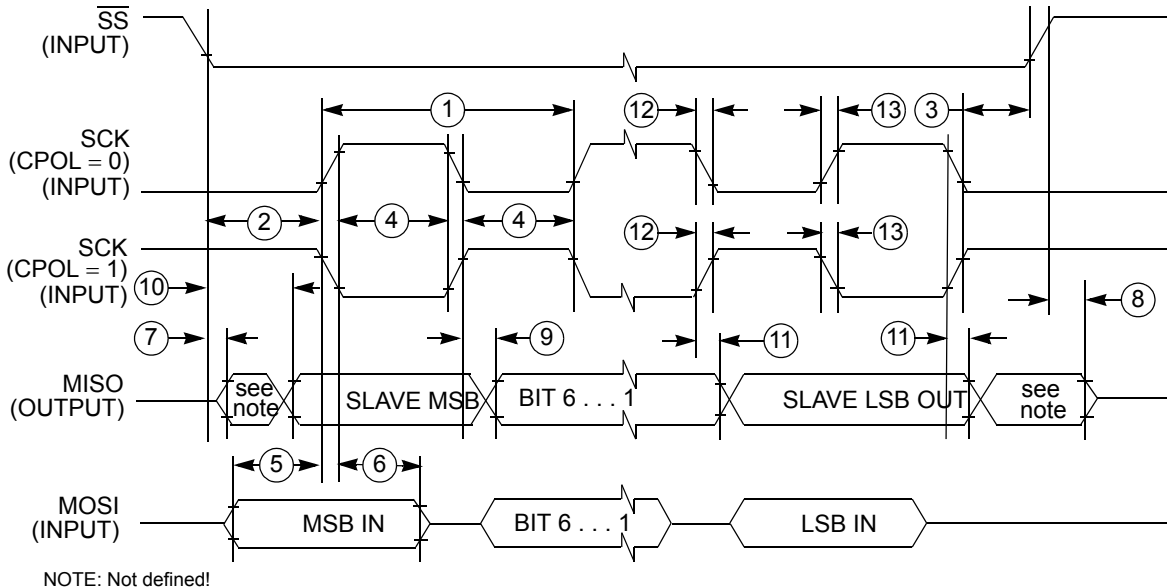 SS
(INPUT)
1
12
13
3
SCK
(CPOL = 0)
(INPUT)
2
4
4
12
13
SCK
(CPOL = 1)
(INPUT)
10
8
7
9
11
11
MISO
(OUTPUT)
see
note
SLAVE MSB
BIT 6 . . . 1
SLAVE LSB OUT
see
note
5
6
MOSI
(INPUT)
MSB IN
BIT 6 . . . 1
LSB IN
NOTE: Not defined!